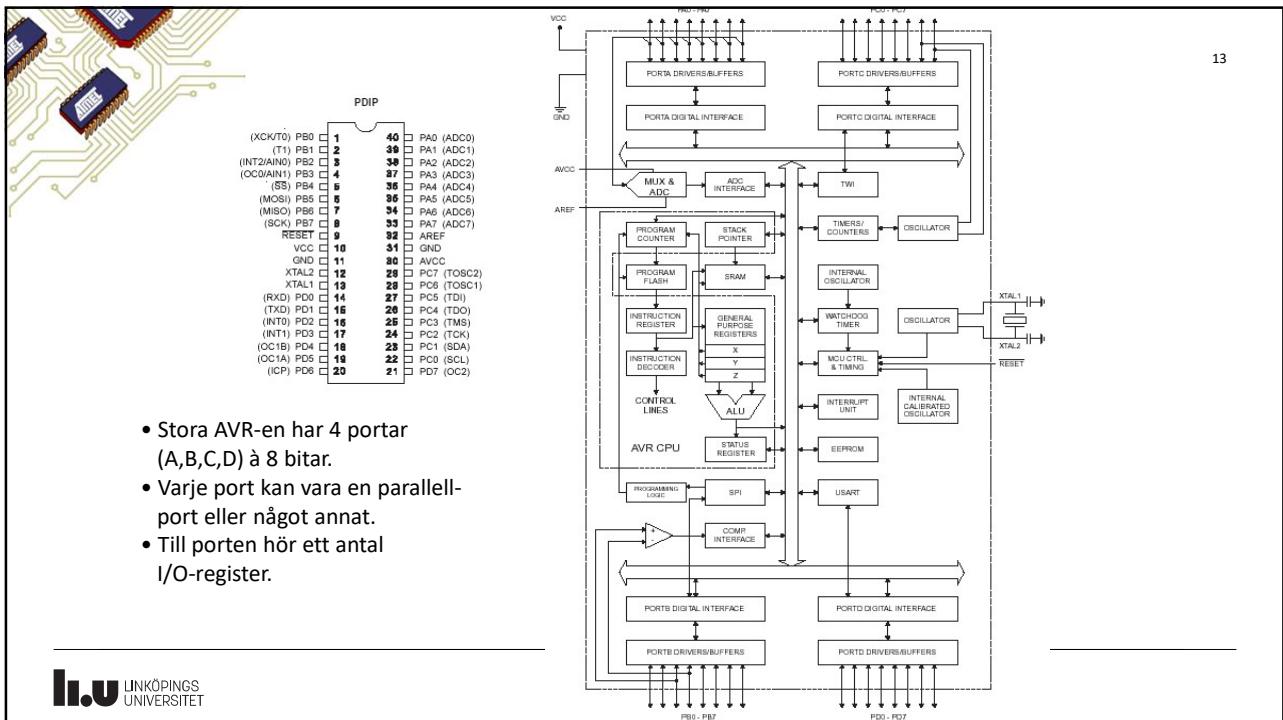 13
PDIP
(XCK/T0) PB0 1 40 PA0 (ADC0)
(T1) PB1 2 39 PA1 (ADC1)
(INT2/AIN0) PB2 3 38 PA2 (ADC2)
(OC0/AIN1) PB3 4 37 PA3 (ADC3)
(SS) PB4 5 36 PA4 (ADC4)
(MOSI) PB5 6 35 PA5 (ADC5)
(MISO) PB6 7 34 PA6 (ADC6)
(SCK) PB7 8 33 PA7 (ADC7)
RESET 9 32 AREF
VCC 10 31 GND
GND 11 30 AVCC
XTAL2 12 29 PC7 (TOSC2)
XTAL1 13 28 PC6 (TOSC1)
(RXD) PD0 14 27 PC5 (TDI)
(TXD) PD1 15 26 PC4 (TDO)
(INT0) PD2 16 25 PC3 (TMS)
(INT1) PD3 17 24 PC2 (TCK)
(OC1B) PD4 18 23 PC1 (SDA)
(OC1A) PD5 19 22 PC0 (SCL)
(ICP) PD6 20 21 PD7 (OC2)
• Stora AVR-en har 4 portar
(A,B,C,D) à 8 bitar.
• Varje port kan vara en parallell-
port eller något annat.
• Till porten hör ett antal
I/O-register.
PA0 - PA7
PC0 - PC7
VCC
GND
PORTA DRIVERS/BUFFERS
PORTC DRIVERS/BUFFERS
PORTA DIGITAL INTERFACE
PORTC DIGITAL INTERFACE
AVCC
AREF
MUX &
ADC
ADC
INTERFACE
TWI
PROGRAM
COUNTER
STACK
POINTER
TIMERS/
COUNTERS
OSCILLATOR
PROGRAM
FLASH
SRAM
INTERNAL
OSCILLATOR
INSTRUCTION
REGISTER
GENERAL
PURPOSE
REGISTERS
X
Y
Z
WATCHDOG
TIMER
OSCILLATOR
XTAL1
XTAL2
INSTRUCTION
DECODER
MCU CTRL.
& TIMING
RESET
CONTROL
LINES
ALU
INTERRUPT
UNIT
INTERNAL
CALIBRATED
OSCILLATOR
AVR CPU
STATUS
REGISTER
EEPROM
PROGRAMMING
LOGIC
SPI
USART
+
-
COMP.
INTERFACE
PORTB DIGITAL INTERFACE
PORTD DIGITAL INTERFACE
PORTB DRIVERS/BUFFERS
PORTD DRIVERS/BUFFERS
PB0 - PB7
PD0 - PD7
li.u LINKÖPINGS
UNIVERSITET